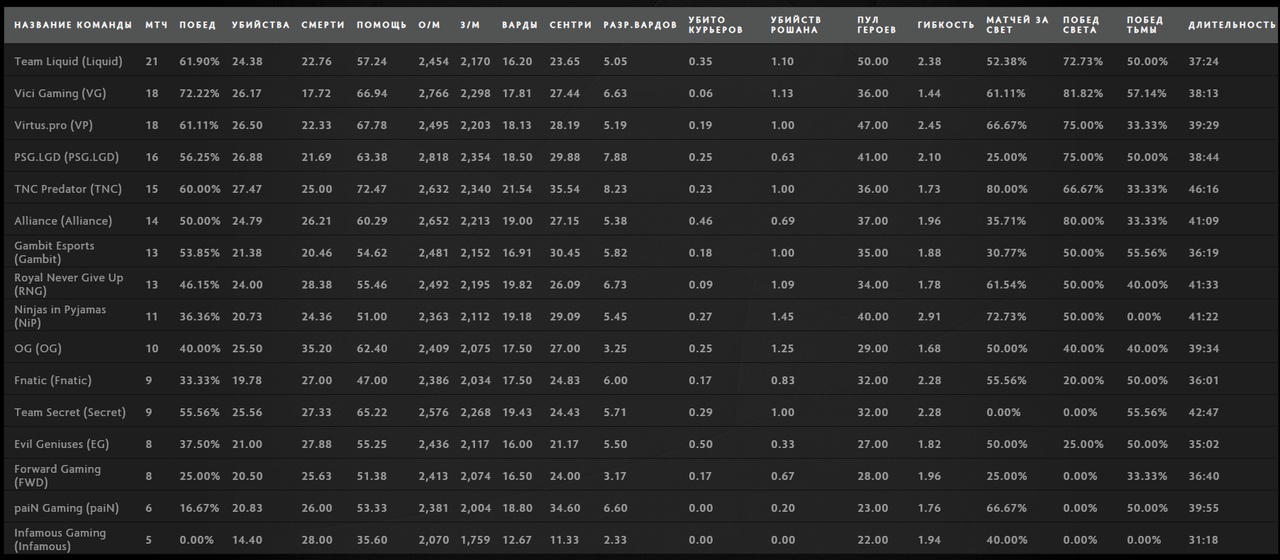 НАЗВАНИЕ КОМАНДЫ МТЧ ПОБЕД УБИЙСТВА СМЕРТИ ПОМОЩЬ О/М З/М ВАРДЫ СЕНТРИ РАЗР.ВАРДОВ УБИТО КУРЬЕРОВ УБИЙСТВ РОШАНА ПУЛ ГЕРОЕВ ГИБКОСТЬ МАТЧЕЙ ЗА СВЕТ ПОБЕД СВЕТА ПОБЕД ТЬМЫ ДЛИТЕЛЬНОСТЬ
Team Liquid (Liquid) 21 61.90% 24.38 22.76 57.24 2,454 2,170 16.20 23.65 5.05 0.35 1.10 50.00 2.38 52.38% 72.73% 50.00% 37:24
Vici Gaming (VG) 18 72.22% 26.17 17.72 66.94 2,766 2,298 17.81 27.44 6.63 0.06 1.13 36.00 1.44 61.11% 81.82% 57.14% 38:13
Virtus.pro (VP) 18 61.11% 26.50 22.33 67.78 2,495 2,203 18.13 28.19 5.19 0.19 1.00 47.00 2.45 66.67% 75.00% 33.33% 39:29
PSG.LGD (PSG.LGD) 16 56.25% 26.88 21.69 63.38 2,818 2,354 18.50 29.88 7.88 0.25 0.63 41.00 2.10 25.00% 75.00% 50.00% 38:44
TNC Predator (TNC) 15 60.00% 27.47 25.00 72.47 2,632 2,340 21.54 35.54 8.23 0.23 1.00 36.00 1.73 80.00% 66.67% 33.33% 46:16
Alliance (Alliance) 14 50.00% 24.79 26.21 60.29 2,652 2,213 19.00 27.15 5.38 0.46 0.69 37.00 1.96 35.71% 80.00% 33.33% 41:09
Gambit Esports (Gambit) 13 53.85% 21.38 20.46 54.62 2,481 2,152 16.91 30.45 5.82 0.18 1.00 35.00 1.88 30.77% 50.00% 55.56% 36:19
Royal Never Give Up (RNG) 13 46.15% 24.00 28.38 55.46 2,492 2,195 19.82 26.09 6.73 0.09 1.09 34.00 1.78 61.54% 50.00% 40.00% 41:33
Ninjas in Pyjamas (NiP) 11 36.36% 20.73 24.36 51.00 2,363 2,112 19.18 29.09 5.45 0.27 1.45 40.00 2.91 72.73% 50.00% 0.00% 41:22
OG (OG) 10 40.00% 25.50 35.20 62.40 2,409 2,075 17.50 27.00 3.25 0.25 1.25 29.00 1.68 50.00% 40.00% 40.00% 39:34
Fnatic (Fnatic) 9 33.33% 19.78 27.00 47.00 2,386 2,034 17.50 24.83 6.00 0.17 0.83 32.00 2.28 55.56% 20.00% 50.00% 36:01
Team Secret (Secret) 9 55.56% 25.56 27.33 65.22 2,576 2,268 19.43 24.43 5.71 0.29 1.00 32.00 2.28 0.00% 0.00% 55.56% 42:47
Evil Geniuses (EG) 8 37.50% 21.00 27.88 55.25 2,436 2,117 16.00 21.17 5.50 0.50 0.33 27.00 1.82 50.00% 25.00% 50.00% 35:02
Forward Gaming (FWD) 8 25.00% 20.50 25.63 51.38 2,413 2,074 16.50 24.00 3.17 0.17 0.67 28.00 1.96 25.00% 0.00% 33.33% 36:40
paiN Gaming (paiN) 6 16.67% 20.83 26.00 53.33 2,381 2,004 18.80 34.60 6.60 0.00 0.20 23.00 1.76 66.67% 0.00% 50.00% 39:55
Infamous Gaming (Infamous) 5 0.00% 14.40 28.00 35.60 2,070 1,759 12.67 11.33 2.33 0.00 0.00 22.00 1.94 40.00% 0.00% 0.00% 31:18